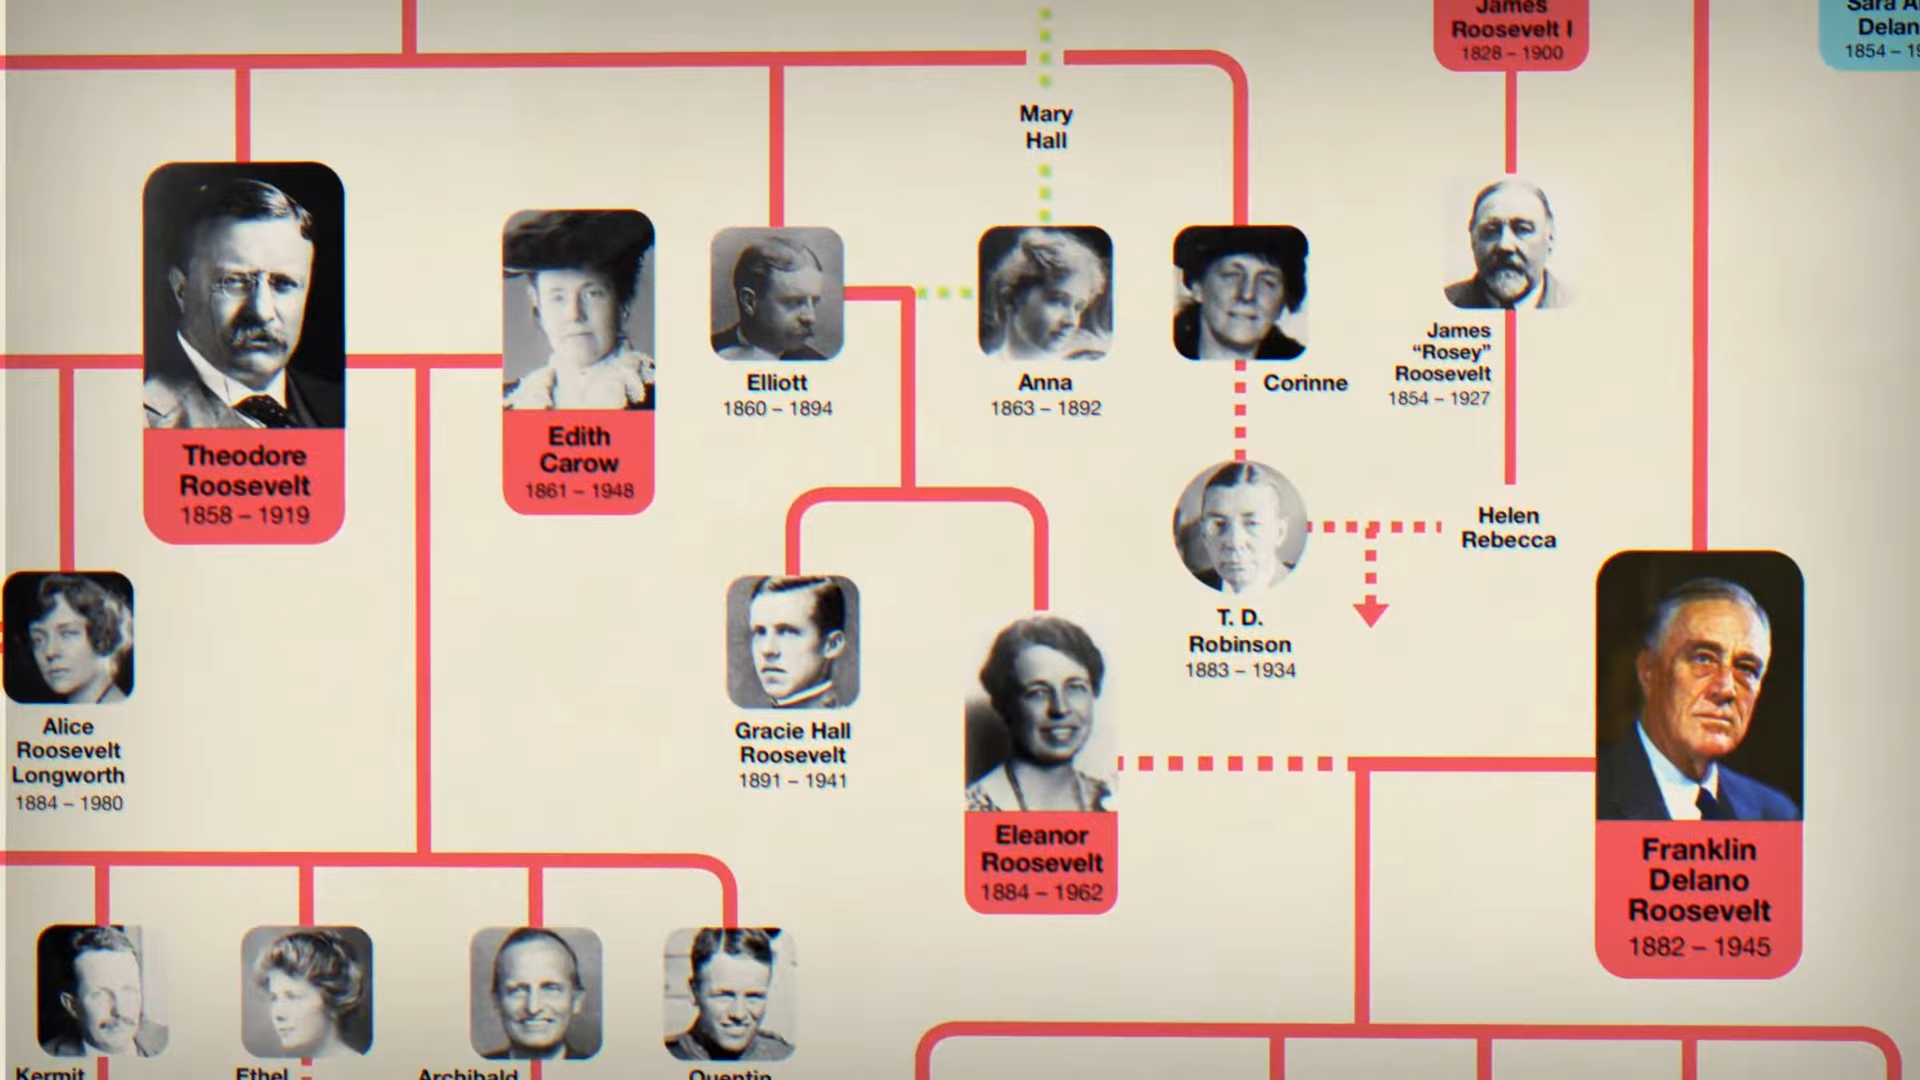 James
Roosevelt I
1828 – 1900
Sara
Delan
1854 – 19
Mary
Hall
Theodore
Roosevelt
1858 – 1919
Edith
Carow
1861 – 1948
Elliott
1860 – 1894
Anna
1863 – 1892
Corinne
James
“Rosey”
Roosevelt
1854 – 1927
T. D.
Robinson
1883 – 1934
Helen
Rebecca
Alice
Roosevelt
Longworth
1884 – 1980
Gracie Hall
Roosevelt
1891 – 1941
Eleanor
Roosevelt
1884 – 1962
Franklin
Delano
Roosevelt
1882 – 1945
Kermit
Ethel
Archibald
Quentin